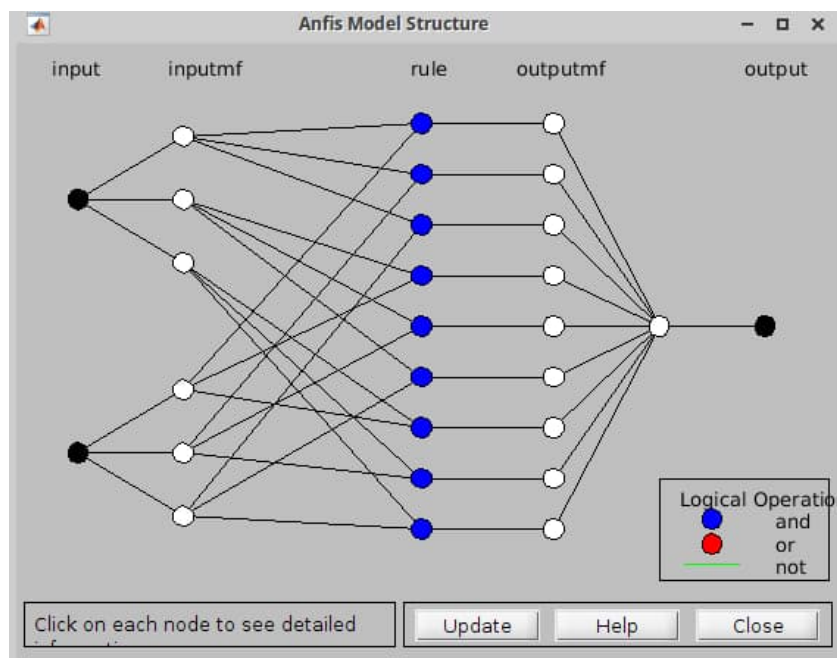 Anfis Model Structure
input inputmf rule outputmf output
Logical Operatio
and
or
not
Click on each node to see detailed
Update Help Close